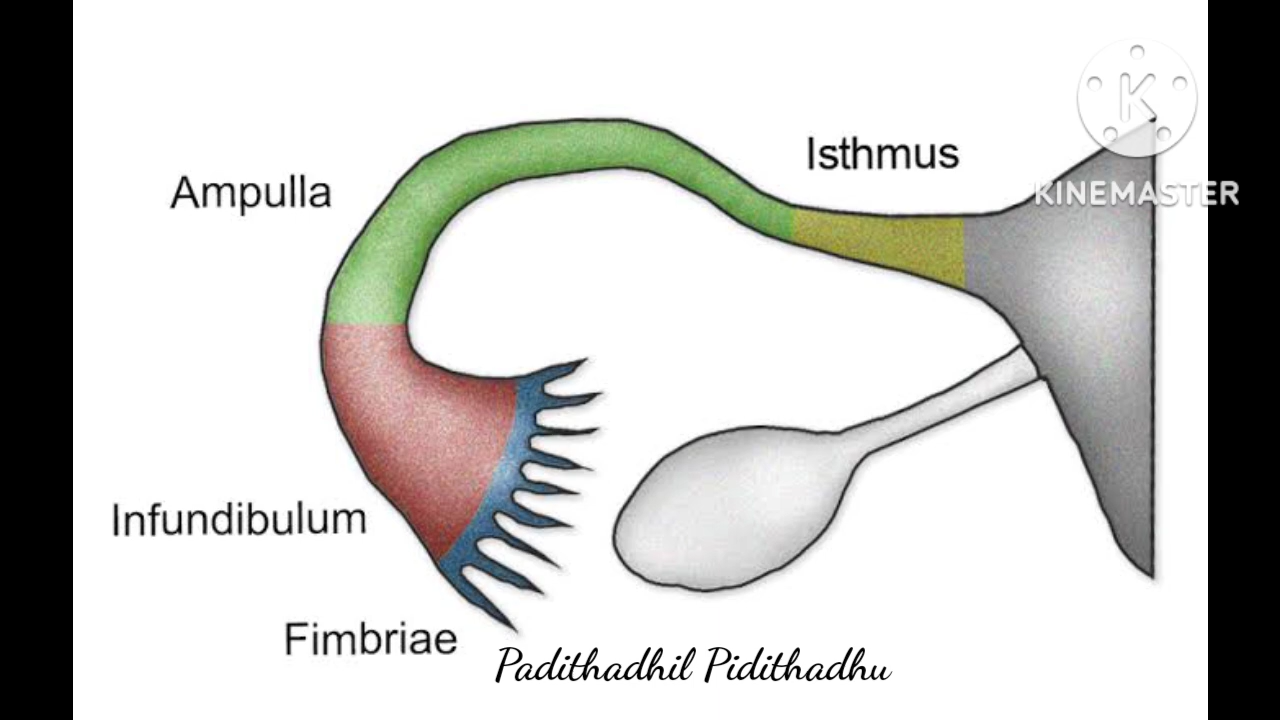 Isthmus
KINEMASTER
Ampulla
Infundibulum
Fimbriae
Padithadhil Pidithadhu